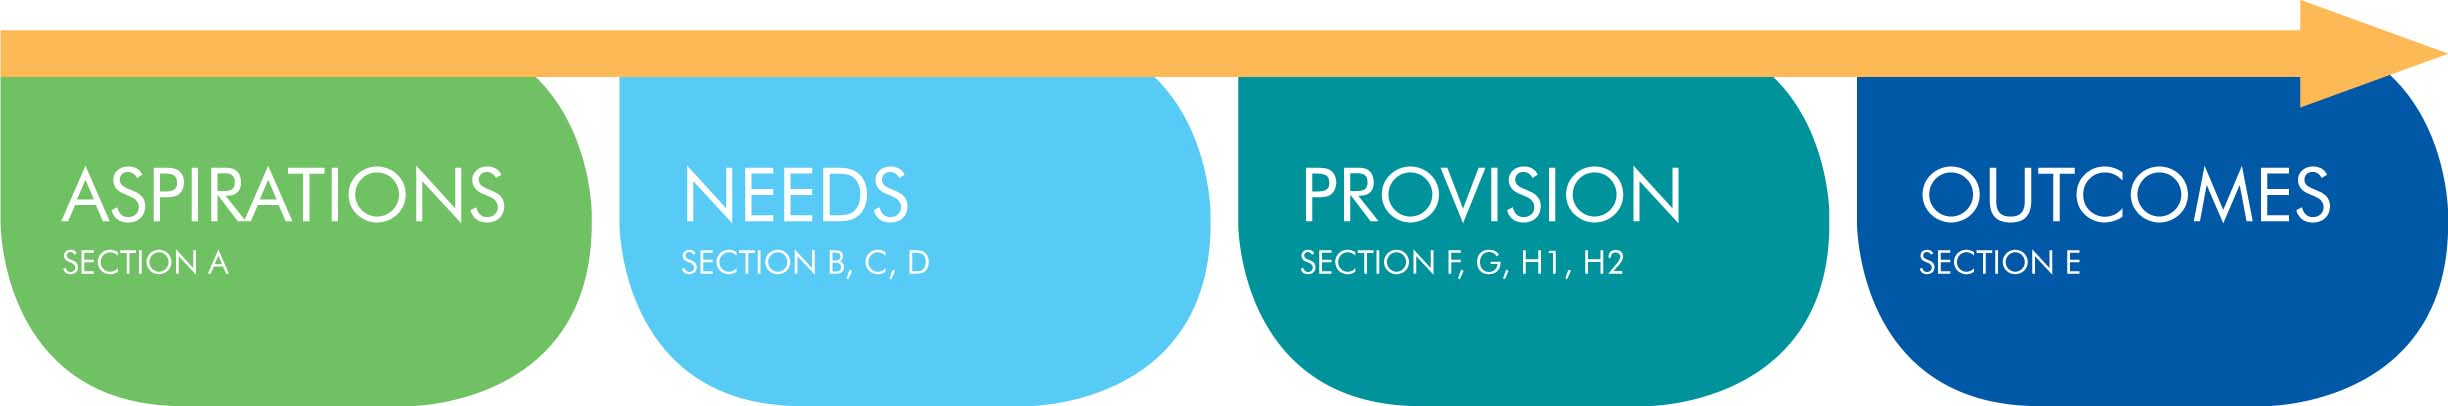 ASPIRATIONS
SECTION A
NEEDS
SECTION B, C, D
PROVISION
SECTION F, G, H1, H2
OUTCOMES
SECTION E